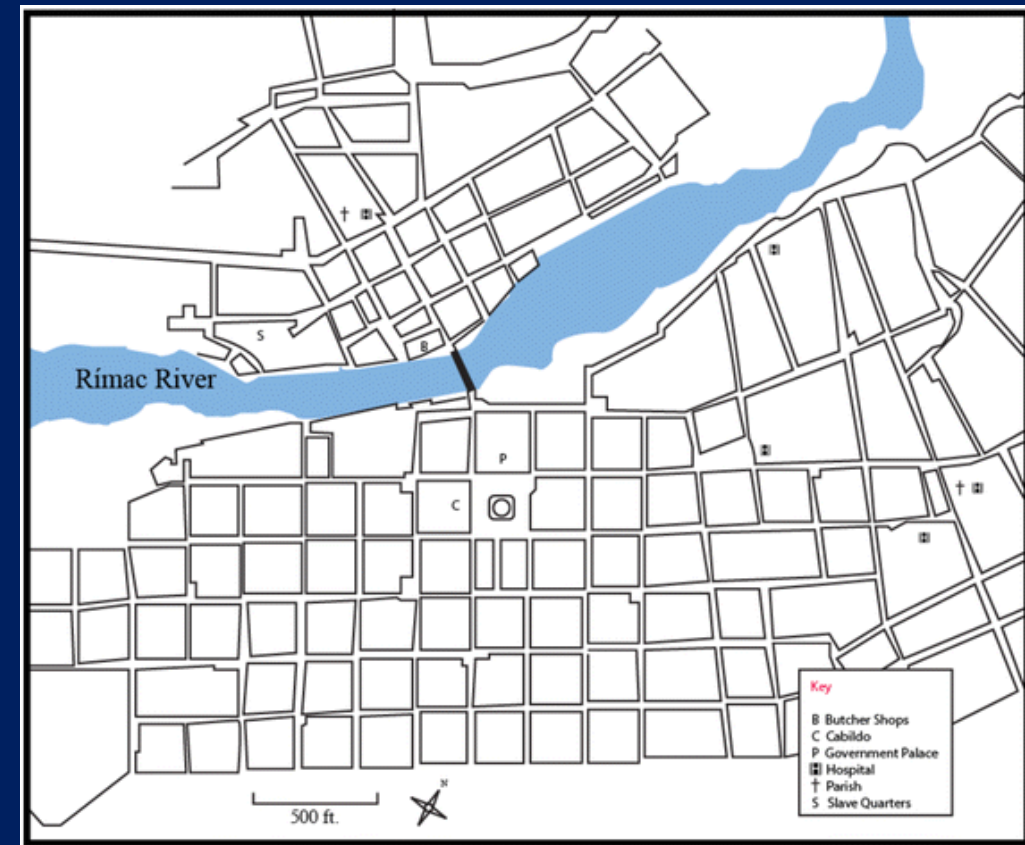 S
B
Rímac River
P
C
Key
B Butcher Shops
C Cabildo
P Government Palace
H Hospital
† Parish
S Slave Quarters
N
500 ft.
† H
H
H
† H
H